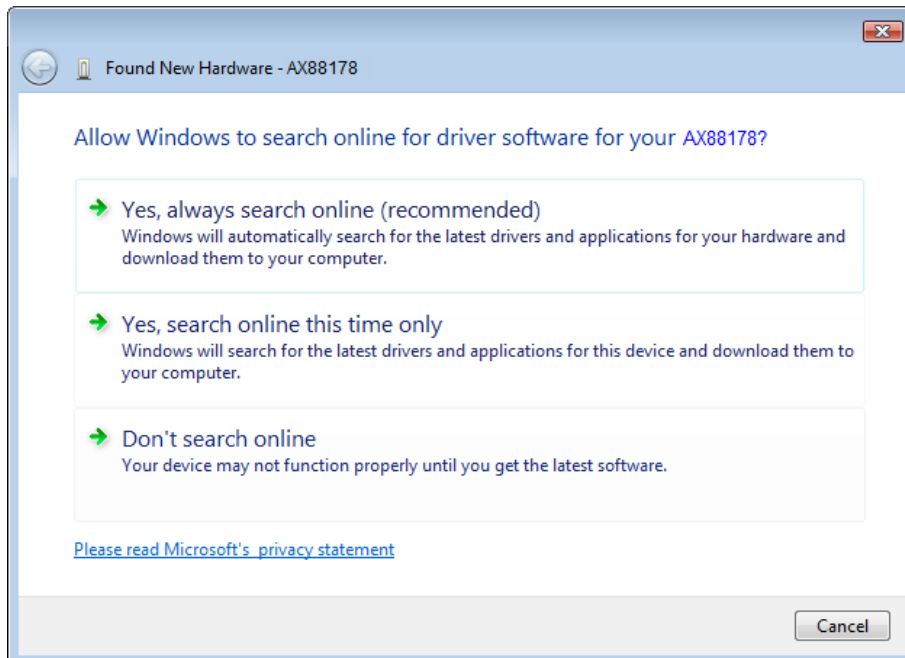 Found New Hardware - AX88178
Allow Windows to search online for driver software for your AX88178?
Yes, always search online (recommended)
Windows will automatically search for the latest drivers and applications for your hardware and
download them to your computer.
Yes, search online this time only
Windows will search for the latest drivers and applications for this device and download them to
your computer.
Don't search online
Your device may not function properly until you get the latest software.
Please read Microsoft's privacy statement
Cancel